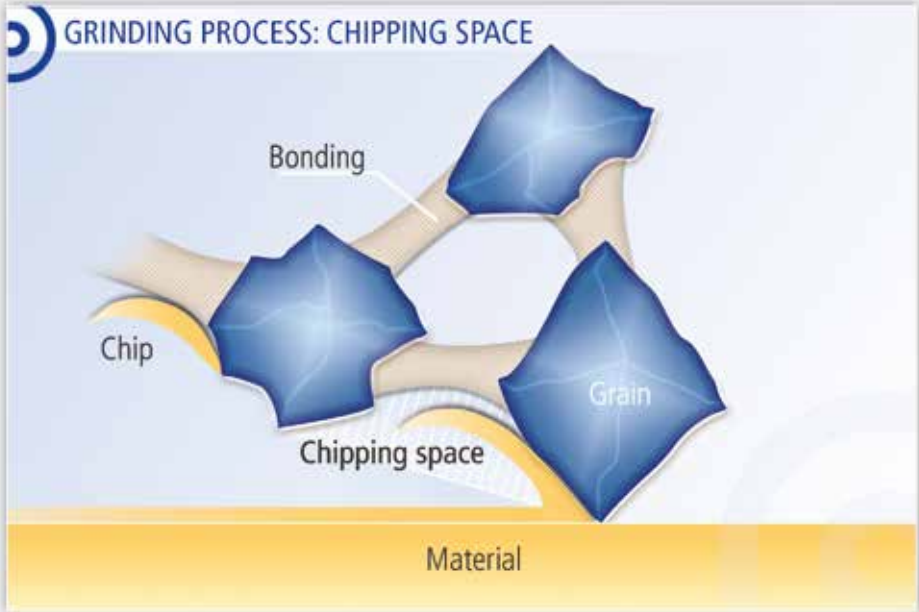 GRINDING PROCESS: CHIPPING SPACE
Bonding
Chip
Grain
Chipping space
Material